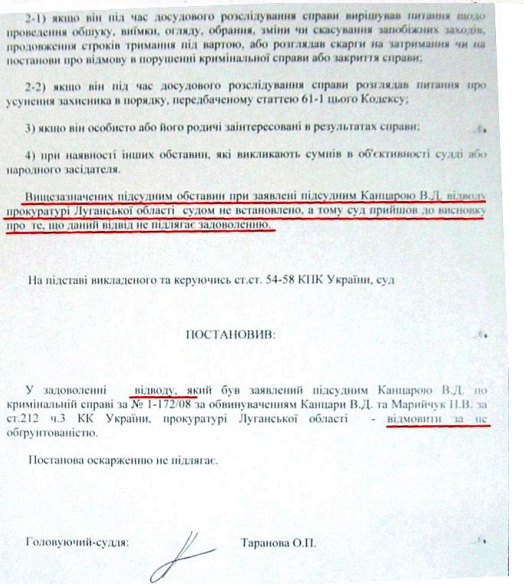 2-1) якщо він під час досудового розслідування справи вирішував питання щодо
проведення обшуку, виїмки, огляду, обрання, зміни чи скасування запобіжних заходів,
продовження строків тримання під вартою, або розглядав скарги на затримання чи на
постанови про відмову в порушенні кримінальної справи або закриття справи;
2-2) якщо він під час досудового розслідування справи розглядав питання про
усунення захисника в порядку, передбаченому статтею 61-1 цього Кодексу;
3) якщо він особисто або його родичі заінтересовані в результатах справи;
4) при наявності інших обставин, які викликають сумнів в об'єктивності судді або
народного засідателя.
Вищезазначених підсудним обставин при заявлені підсудним Канцарою В.Д. відводу
прокуратурі Луганської області судом не встановлено, а тому суд прийшов до висновку
про те, що даний відвід не підлягає задоволенню.
На підставі викладеного та керуючись ст.ст. 54-58 КПК України, суд
ПОСТАНОВИВ:
У задоволенні відводу, який був заявлений підсудним Канцарою В.Д. по
кримінальній справі за № 1-172/08 за обвинуваченням Канцари В.Д. та Марийчук Н.В. за
ст.212 ч.3 КК України, прокуратурі Луганської області - відмовити за не
обґрунтованістю.
Постанова оскарженню не підлягає.
Головуючий-суддя: Таранова О.П.